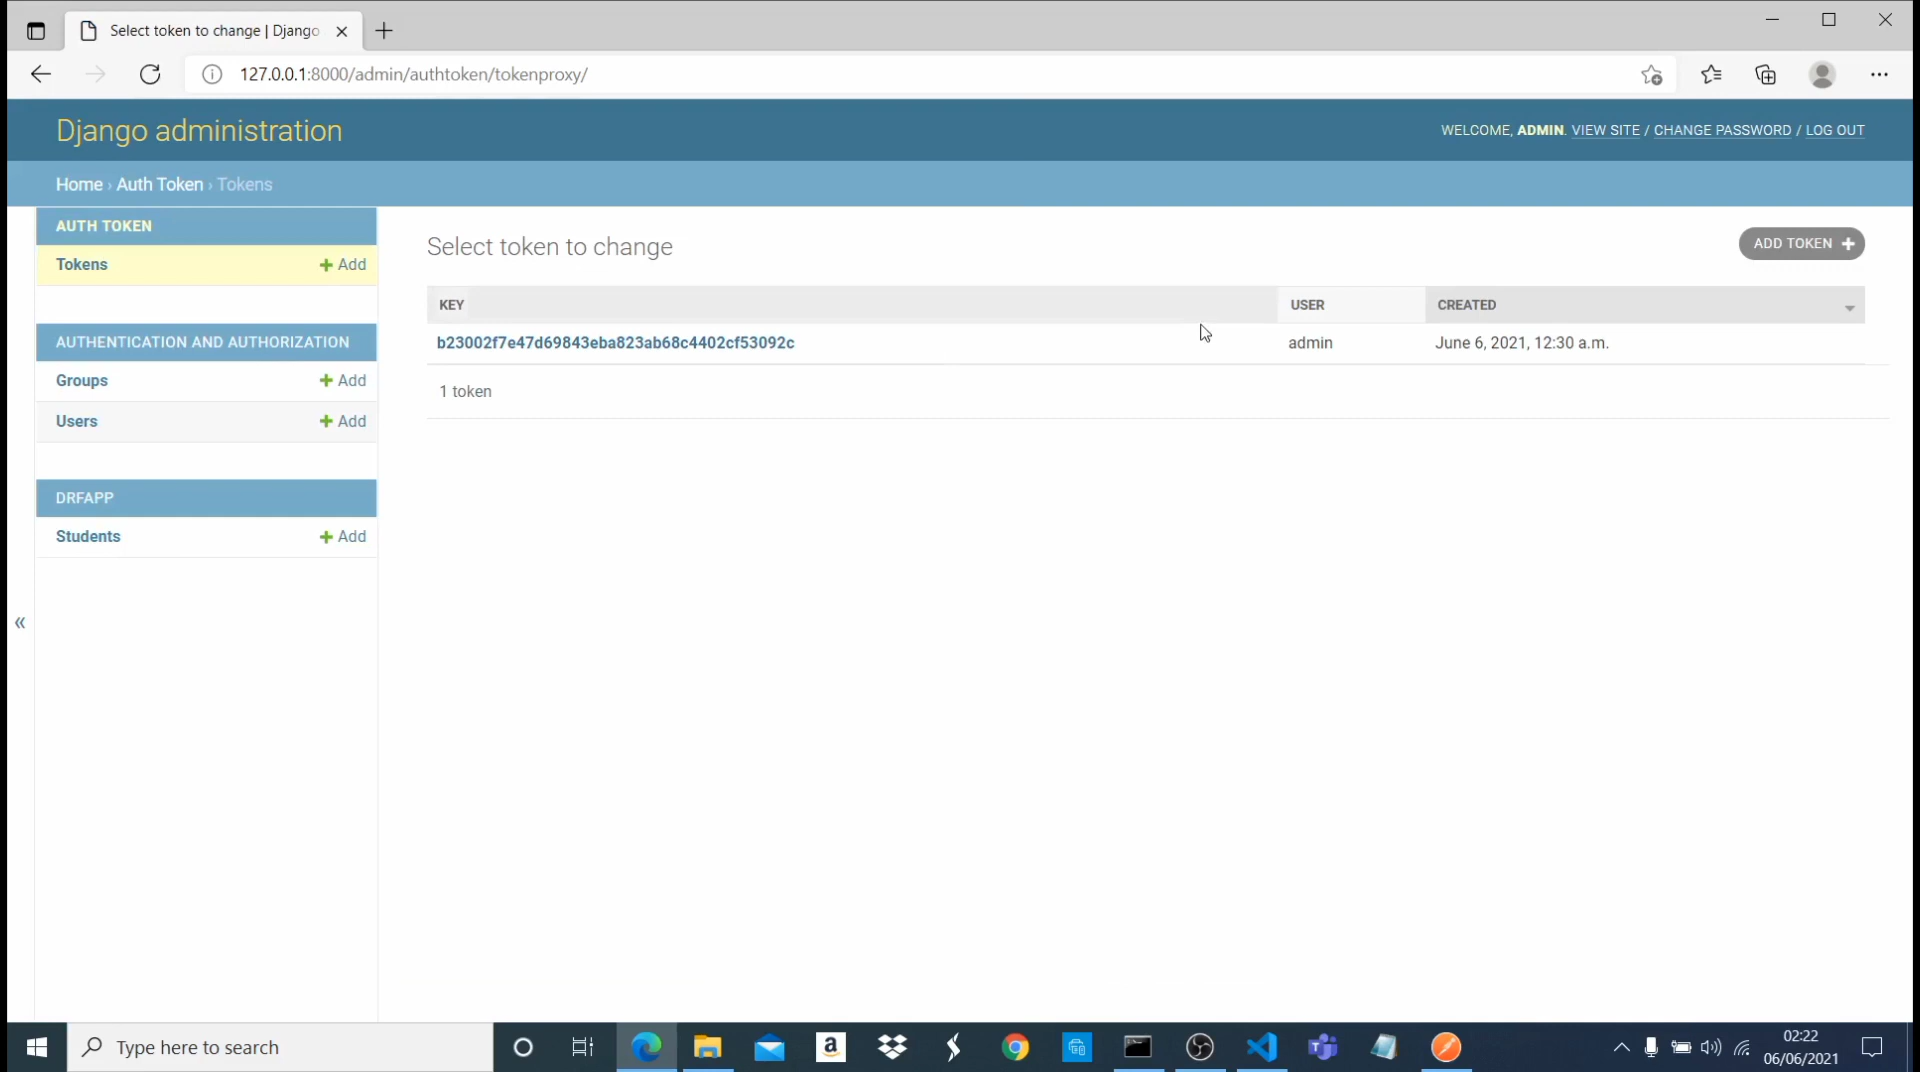 Select token to change | Django
127.0.0.1:8000/admin/authtoken/tokenproxy/
Django administration
WELCOME, ADMIN. VIEW SITE / CHANGE PASSWORD / LOG OUT
Home › Auth Token › Tokens
AUTH TOKEN
Tokens
Add
AUTHENTICATION AND AUTHORIZATION
Groups
Add
Users
Add
DRFAPP
Students
Add
«
Select token to change
ADD TOKEN
KEY USER CREATED
b23002f7e47d69843eba823ab68c4402cf53092c admin June 6, 2021, 12:30 a.m.
1 token
Type here to search
02:22
06/06/2021